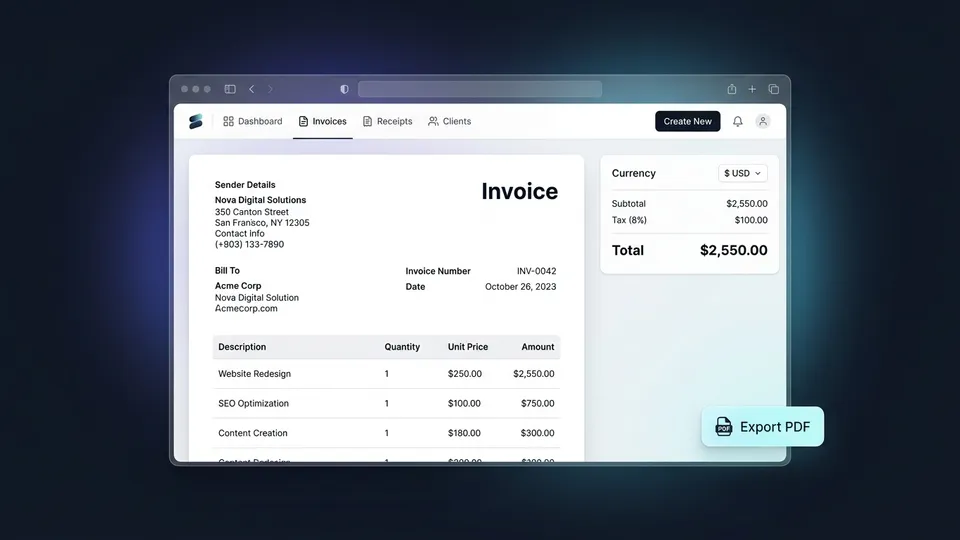 Dashboard
Invoices
Receipts
Clients
Create New
Sender Details
Nova Digital Solutions
350 Canton Street
San Franisco, NY 12305
Contact Info
(+803) 133-7890
Invoice
Bill To
Acme Corp
Nova Digital Solution
Acmecorp.com
Invoice Number INV-0042
Date October 26, 2023
Description Quantity Unit Price Amount
Website Redesign 1 $250.00 $2,550.00
SEO Optimization 1 $100.00 $750.00
Content Creation 1 $180.00 $300.00
Currency $ USD
Subtotal $2,550.00
Tax (8%) $100.00
Total $2,550.00
PDF
Export PDF